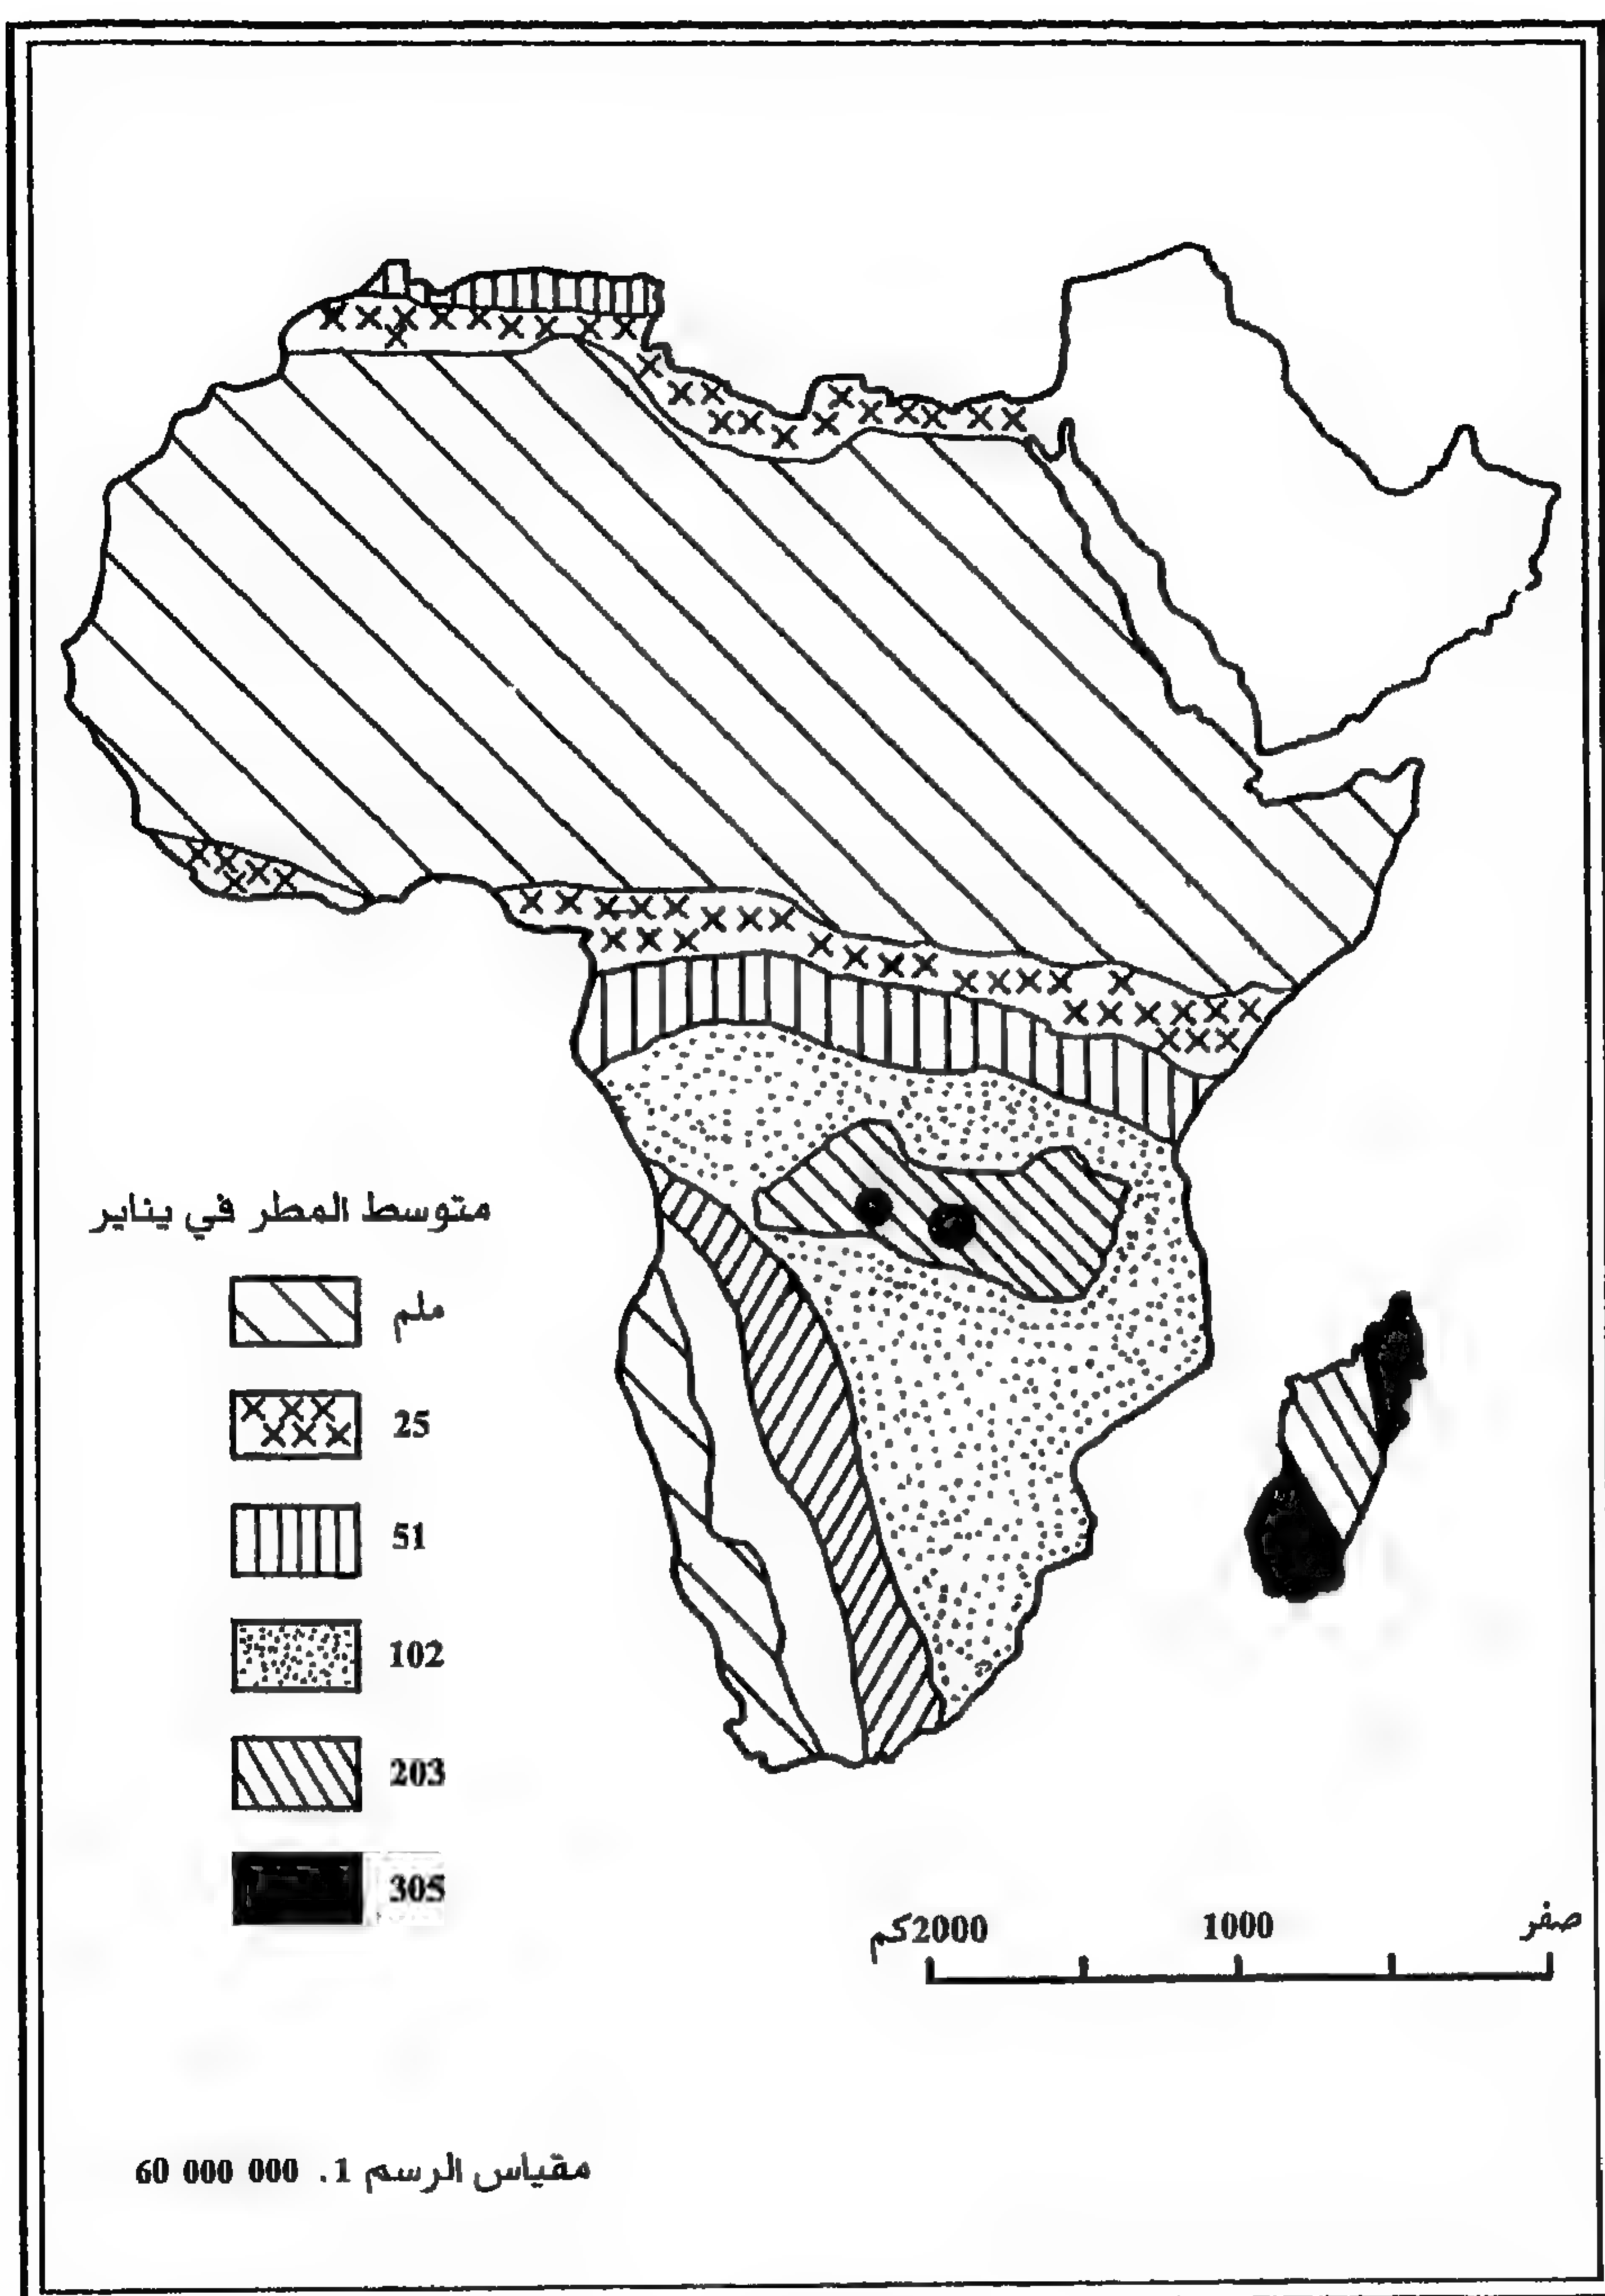 متوسط المطر في يناير
ملم
25
51
102
203
305
صفر 1000 2000كم
مقياس الرسم 1. 000 000 60